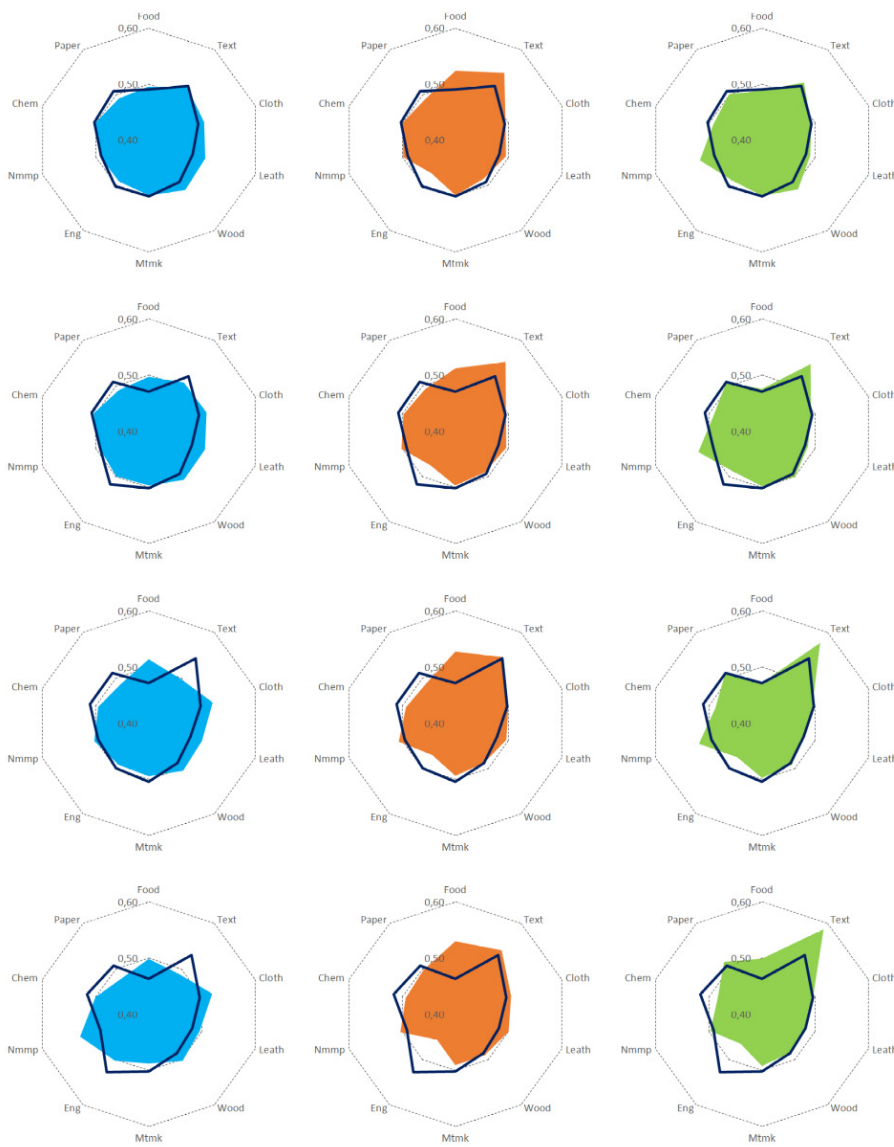 Food Food Food
0,60 0,60 0,60
Paper Text Paper Text Paper Text
0,50 0,50 0,50
Chem Cloth Chem Cloth Chem Cloth
0,40 0,40 0,40
Nmmp Leath Nmmp Leath Nmmp Leath
Eng Wood Eng Wood Eng Wood
Mtmk Mtmk Mtmk
Food Food Food
0,60 0,60 0,60
Paper Text Paper Text Paper Text
0,50 0,50 0,50
Chem Cloth Chem Cloth Chem Cloth
0,40 0,40 0,40
Nmmp Leath Nmmp Leath Nmmp Leath
Eng Wood Eng Wood Eng Wood
Mtmk Mtmk Mtmk
Food Food Food
0,60 0,60 0,60
Paper Text Paper Text Paper Text
0,50 0,50 0,50
Chem Cloth Chem Cloth Chem Cloth
0,40 0,40 0,40
Nmmp Leath Nmmp Leath Nmmp Leath
Eng Wood Eng Wood Eng Wood
Mtmk Mtmk Mtmk
Food Food Food
0,60 0,60 0,60
Paper Text Paper Text Paper Text
0,50 0,50 0,50
Chem Cloth Chem Cloth Chem Cloth
0,40 0,40 0,40
Nmmp Leath Nmmp Leath Nmmp Leath
Eng Wood Eng Wood Eng Wood
Mtmk Mtmk Mtmk